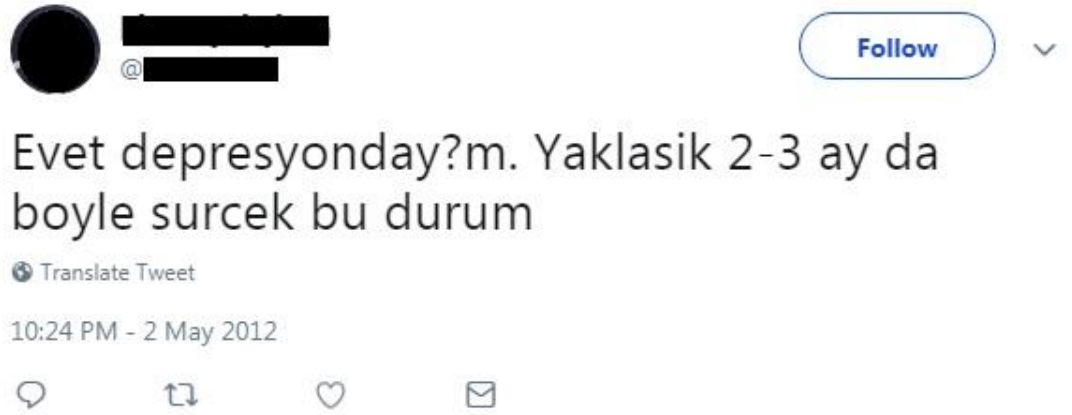 @
Follow
Evet depresyonday?m. Yaklasik 2-3 ay da
boyle surcek bu durum
Translate Tweet
10:24 PM - 2 May 2012